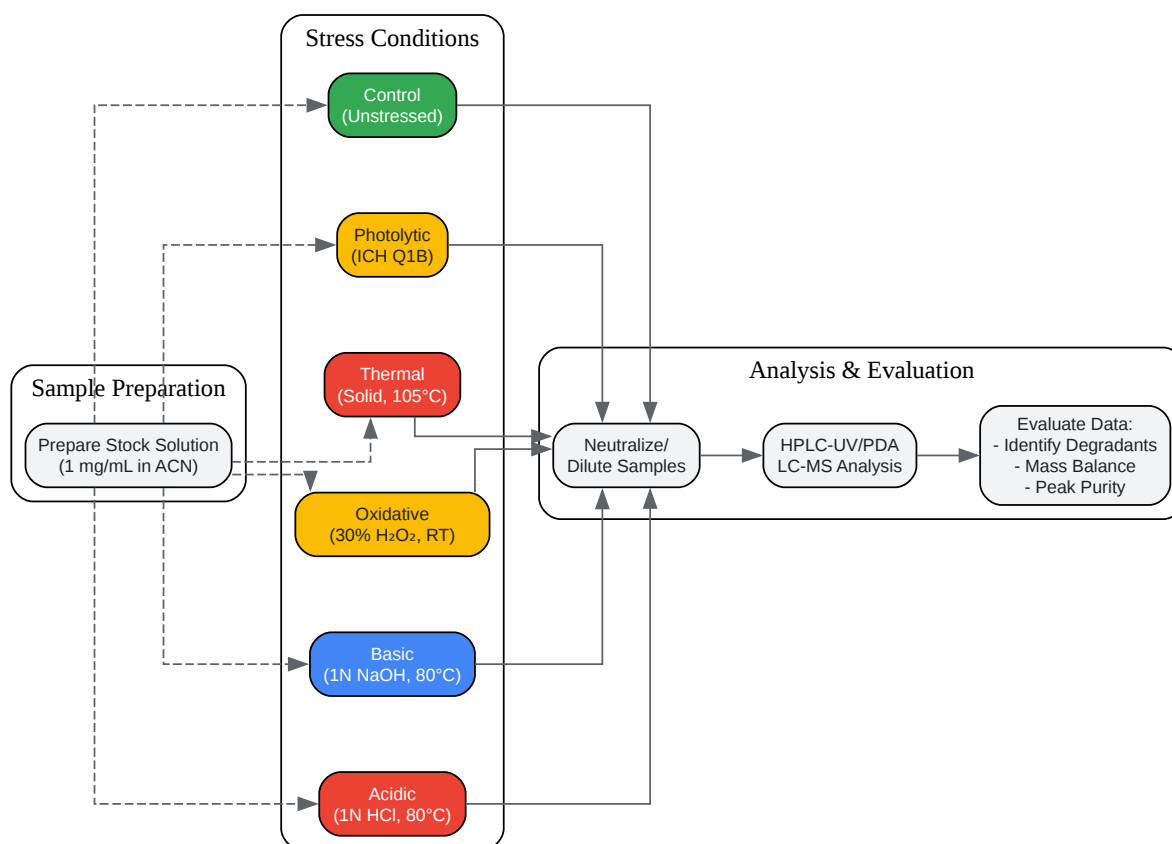 Stress Conditions
Control
(Unstressed)
Photolytic
(ICH Q1B)
Thermal
(Solid, 105°C)
Oxidative
(30% H₂O₂, RT)
Basic
(1N NaOH, 80°C)
Acidic
(1N HCl, 80°C)
Sample Preparation
Prepare Stock Solution
(1 mg/mL in ACN)
Analysis & Evaluation
Neutralize/
Dilute Samples
HPLC-UV/PDA
LC-MS Analysis
Evaluate Data:
- Identify Degradants
- Mass Balance
- Peak Purity